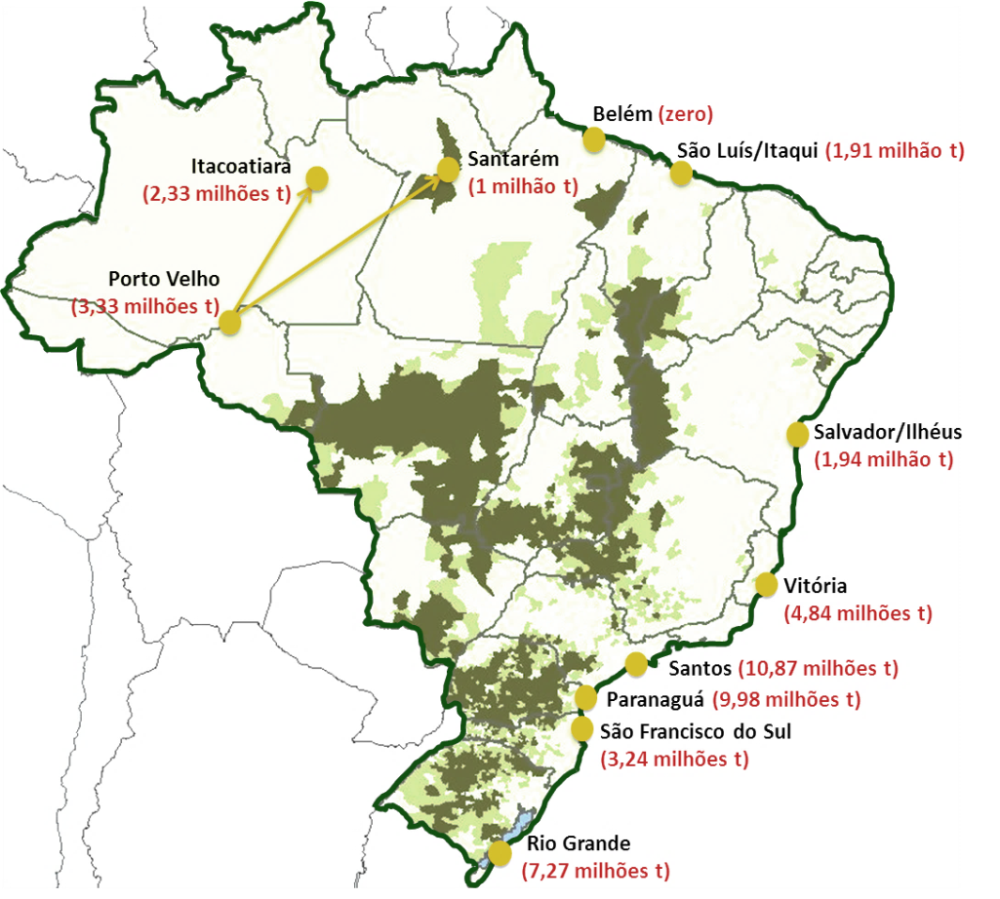 Belém (zero)
São Luís/Itaqui (1,91 milhão t)
Itacoatiara
(2,33 milhões t)
Santarém
(1 milhão t)
Porto Velho
(3,33 milhões t)
Salvador/Ilhéus
(1,94 milhão t)
Vitória
(4,84 milhões t)
Santos (10,87 milhões t)
Paranaguá (9,98 milhões t)
São Francisco do Sul
(3,24 milhões t)
Rio Grande
(7,27 milhões t)